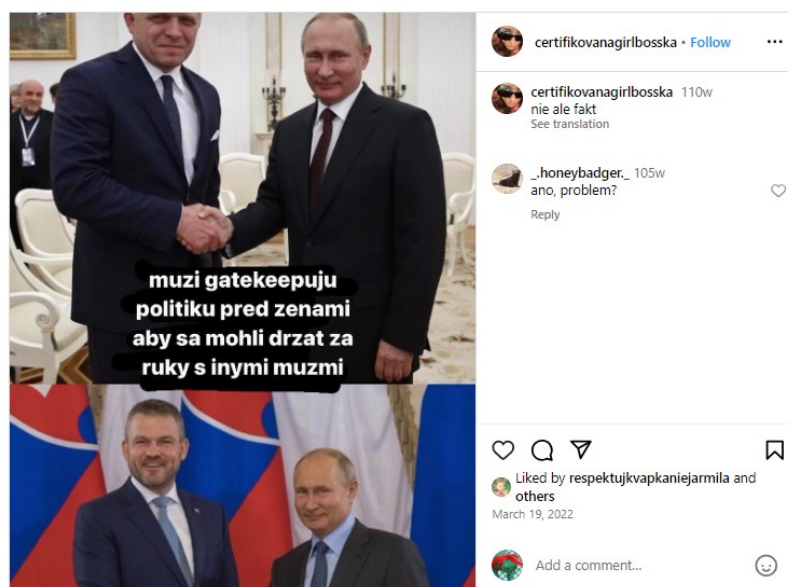 muzi gatekeepuju
politiku pred zenami
aby sa mohli drzat za
ruky s inymi muzmi
certifikovanagirlbosska • Follow
certifikovanagirlbosska 110w
nie ale fakt
See translation
_.honeybadger._ 105w
ano, problem?
Reply
Liked by respektujkvapkaniejarmila and
others
March 19, 2022
Add a comment...